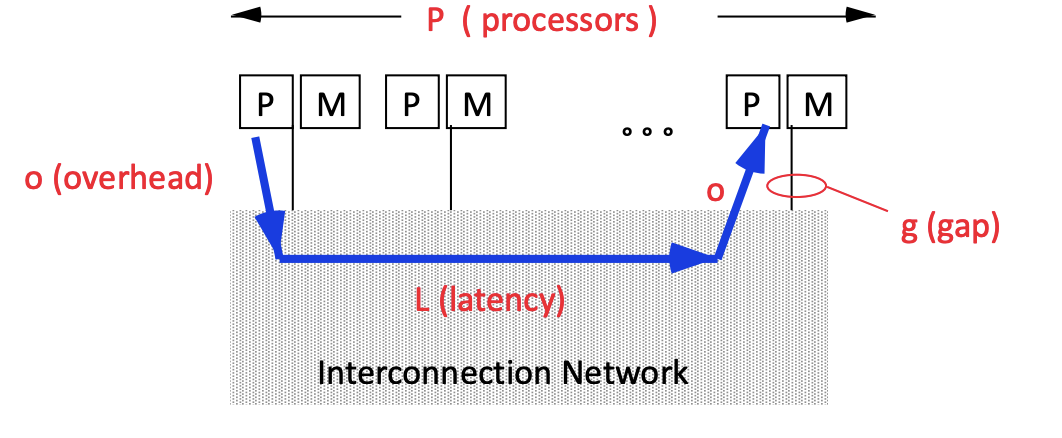 P ( processors )
P M P M P M
o (overhead)
o
g (gap)
L (latency)
Interconnection Network